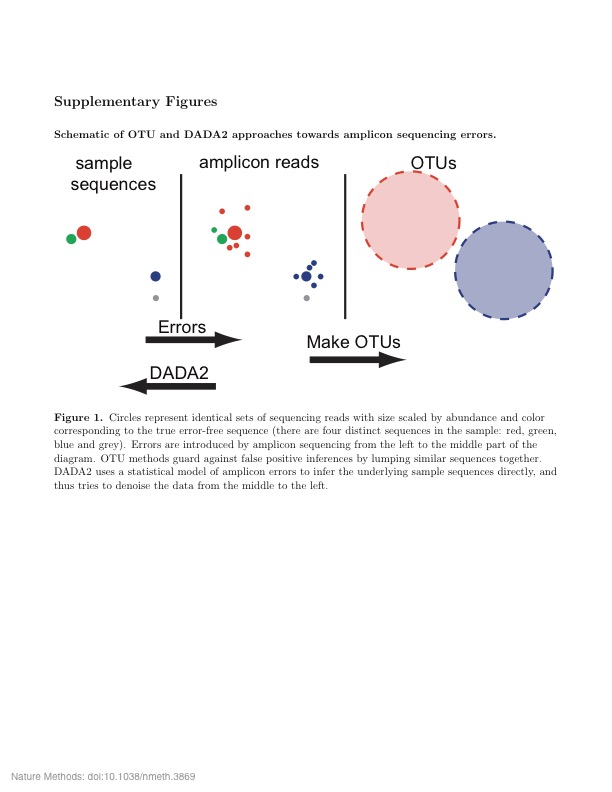 Supplementary Figures
Schematic of OTU and DADA2 approaches towards amplicon sequencing errors.
sample
sequences
amplicon reads
OTUs
Errors
Make OTUs
DADA2
Figure 1. Circles represent identical sets of sequencing reads with size scaled by abundance and color
corresponding to the true error-free sequence (there are four distinct sequences in the sample: red, green,
blue and grey). Errors are introduced by amplicon sequencing from the left to the middle part of the
diagram. OTU methods guard against false positive inferences by lumping similar sequences together.
DADA2 uses a statistical model of amplicon errors to infer the underlying sample sequences directly, and
thus tries to denoise the data from the middle to the left.
Nature Methods: doi:10.1038/nmeth.3869